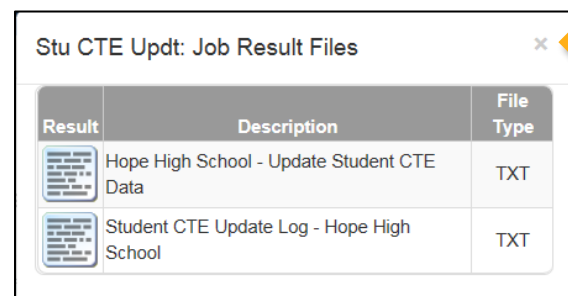 Stu CTE Updt: Job Result Files ×
Result Description File Type
Hope High School - Update Student CTE
Data TXT
Student CTE Update Log - Hope High
School TXT